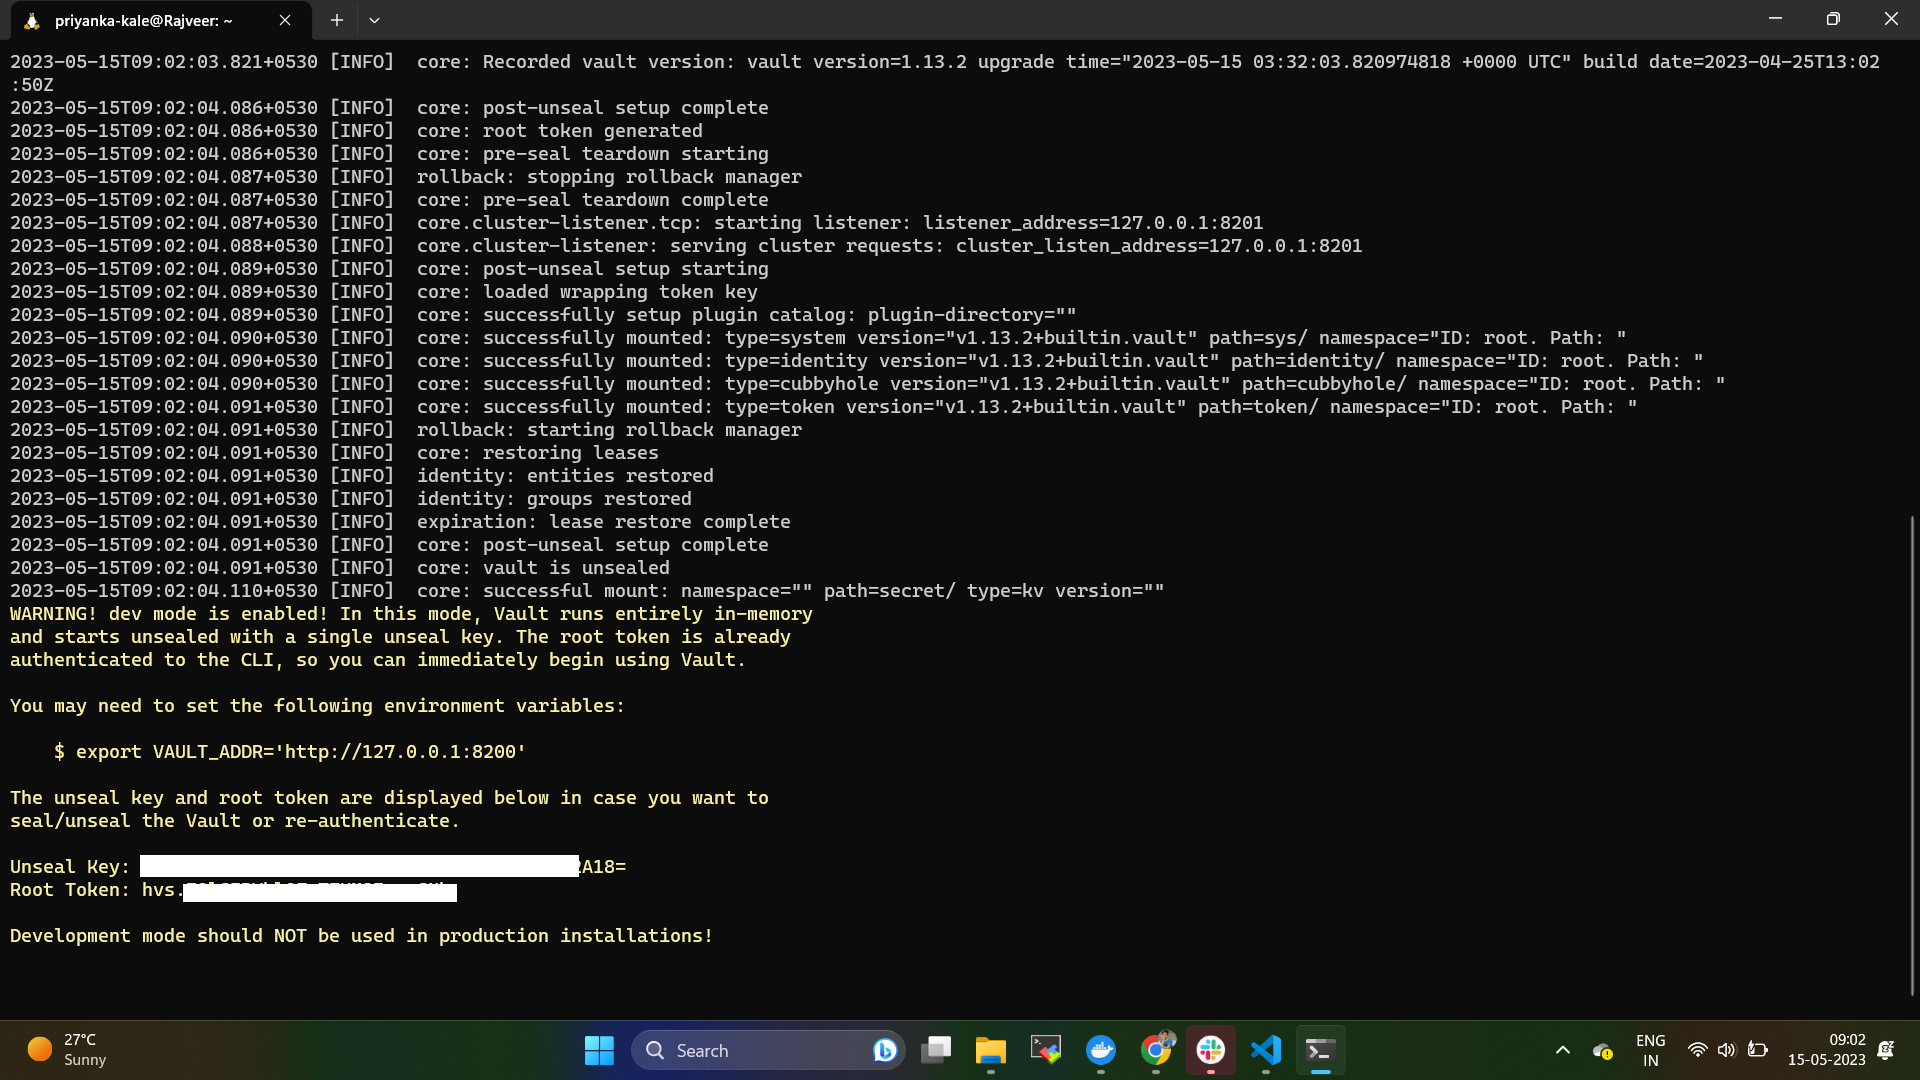 priyanka-kale@Rajveer: ~
2023-05-15T09:02:03.821+0530 [INFO]  core: Recorded vault version: vault version=1.13.2 upgrade time="2023-05-15 03:32:03.820974818 +0000 UTC" build date=2023-04-25T13:02
:50Z
2023-05-15T09:02:04.086+0530 [INFO]  core: post-unseal setup complete
2023-05-15T09:02:04.086+0530 [INFO]  core: root token generated
2023-05-15T09:02:04.086+0530 [INFO]  core: pre-seal teardown starting
2023-05-15T09:02:04.087+0530 [INFO]  rollback: stopping rollback manager
2023-05-15T09:02:04.087+0530 [INFO]  core: pre-seal teardown complete
2023-05-15T09:02:04.087+0530 [INFO]  core.cluster-listener.tcp: starting listener: listener_address=127.0.0.1:8201
2023-05-15T09:02:04.088+0530 [INFO]  core.cluster-listener: serving cluster requests: cluster_listen_address=127.0.0.1:8201
2023-05-15T09:02:04.089+0530 [INFO]  core: post-unseal setup starting
2023-05-15T09:02:04.089+0530 [INFO]  core: loaded wrapping token key
2023-05-15T09:02:04.089+0530 [INFO]  core: successfully setup plugin catalog: plugin-directory=""
2023-05-15T09:02:04.090+0530 [INFO]  core: successfully mounted: type=system version="v1.13.2+builtin.vault" path=sys/ namespace="ID: root. Path: "
2023-05-15T09:02:04.090+0530 [INFO]  core: successfully mounted: type=identity version="v1.13.2+builtin.vault" path=identity/ namespace="ID: root. Path: "
2023-05-15T09:02:04.090+0530 [INFO]  core: successfully mounted: type=cubbyhole version="v1.13.2+builtin.vault" path=cubbyhole/ namespace="ID: root. Path: "
2023-05-15T09:02:04.091+0530 [INFO]  core: successfully mounted: type=token version="v1.13.2+builtin.vault" path=token/ namespace="ID: root. Path: "
2023-05-15T09:02:04.091+0530 [INFO]  rollback: starting rollback manager
2023-05-15T09:02:04.091+0530 [INFO]  core: restoring leases
2023-05-15T09:02:04.091+0530 [INFO]  identity: entities restored
2023-05-15T09:02:04.091+0530 [INFO]  identity: groups restored
2023-05-15T09:02:04.091+0530 [INFO]  expiration: lease restore complete
2023-05-15T09:02:04.091+0530 [INFO]  core: post-unseal setup complete
2023-05-15T09:02:04.091+0530 [INFO]  core: vault is unsealed
2023-05-15T09:02:04.110+0530 [INFO]  core: successful mount: namespace="" path=secret/ type=kv version=""
WARNING! dev mode is enabled! In this mode, Vault runs entirely in-memory
and starts unsealed with a single unseal key. The root token is already
authenticated to the CLI, so you can immediately begin using Vault.
You may need to set the following environment variables:
$ export VAULT_ADDR='http://127.0.0.1:8200'
The unseal key and root token are displayed below in case you want to
seal/unseal the Vault or re-authenticate.
Unseal Key: A18=
Root Token: hvs.
Development mode should NOT be used in production installations!
27°C
Sunny
Search
ENG
IN
09:02
15-05-2023